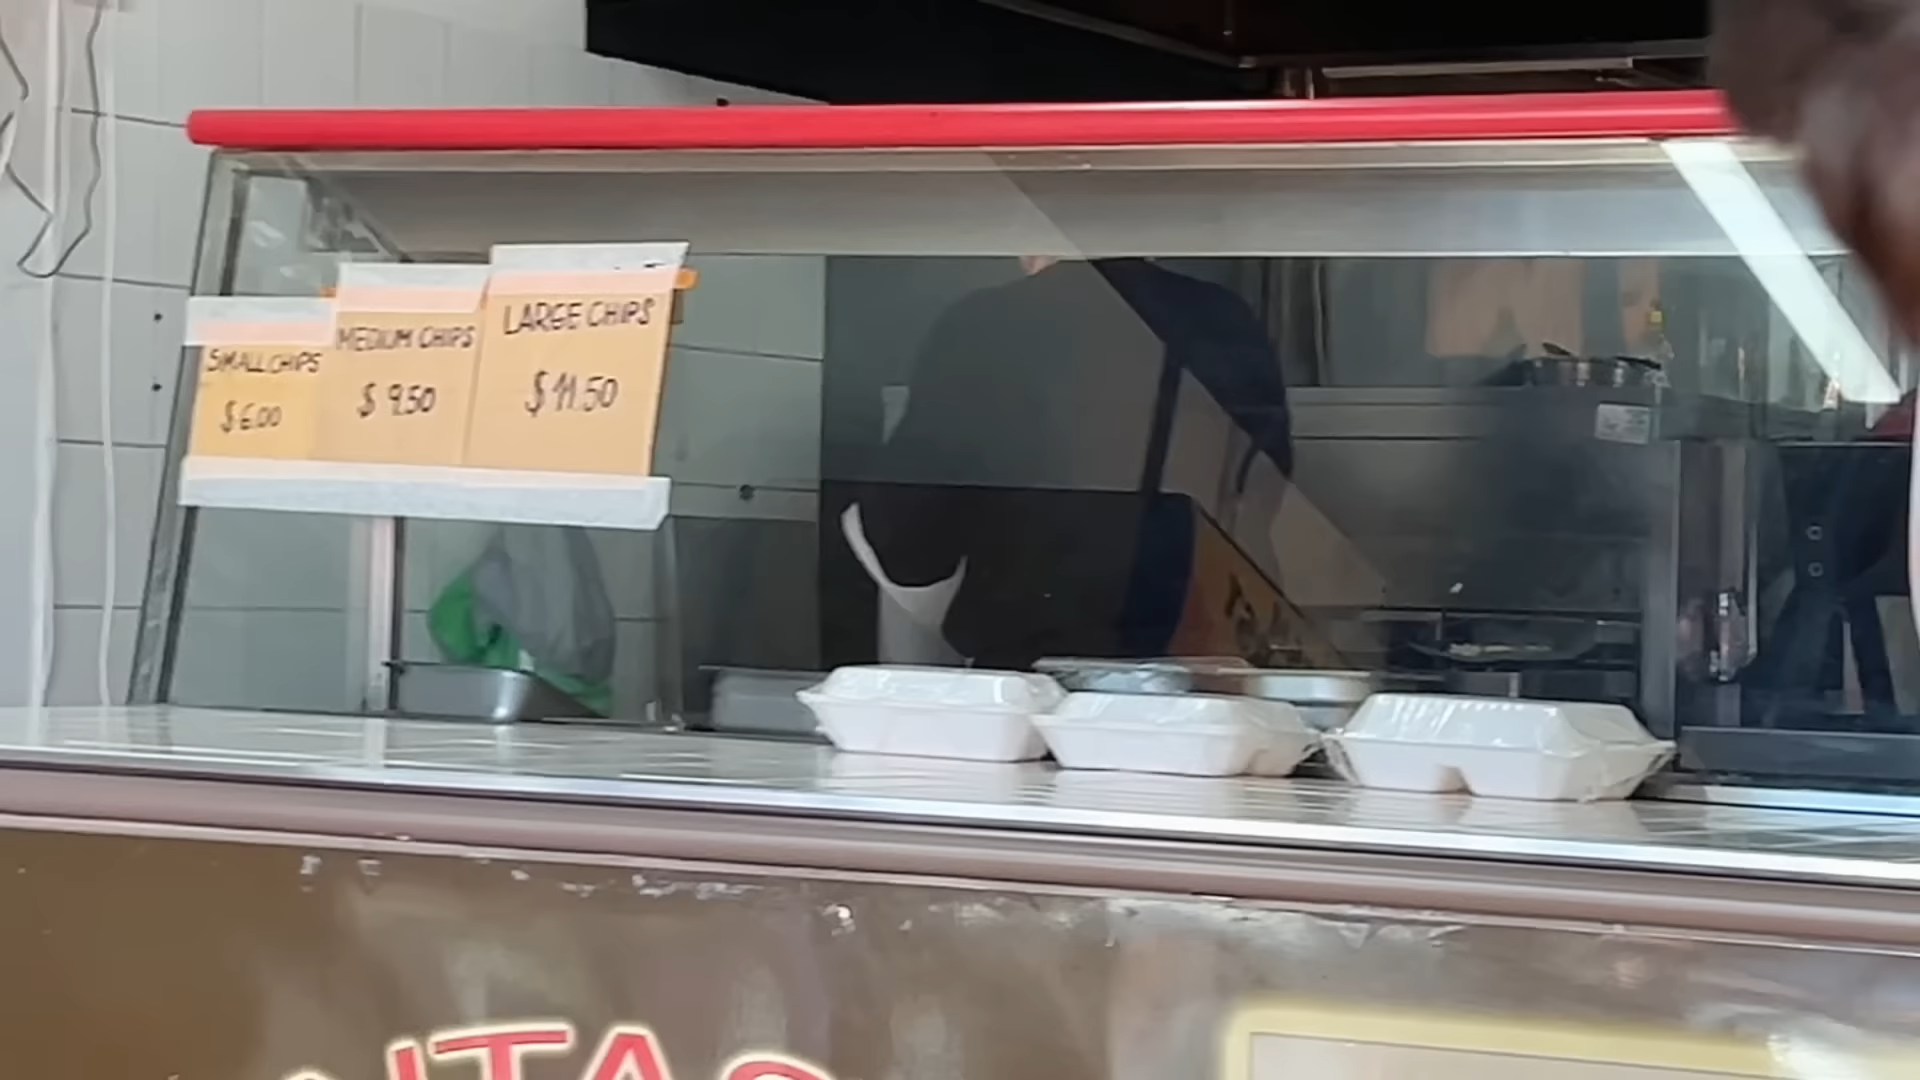 SMALL CHIPS
$6.00
MEDIUM CHIPS
$9.50
LARGE CHIPS
$11.50